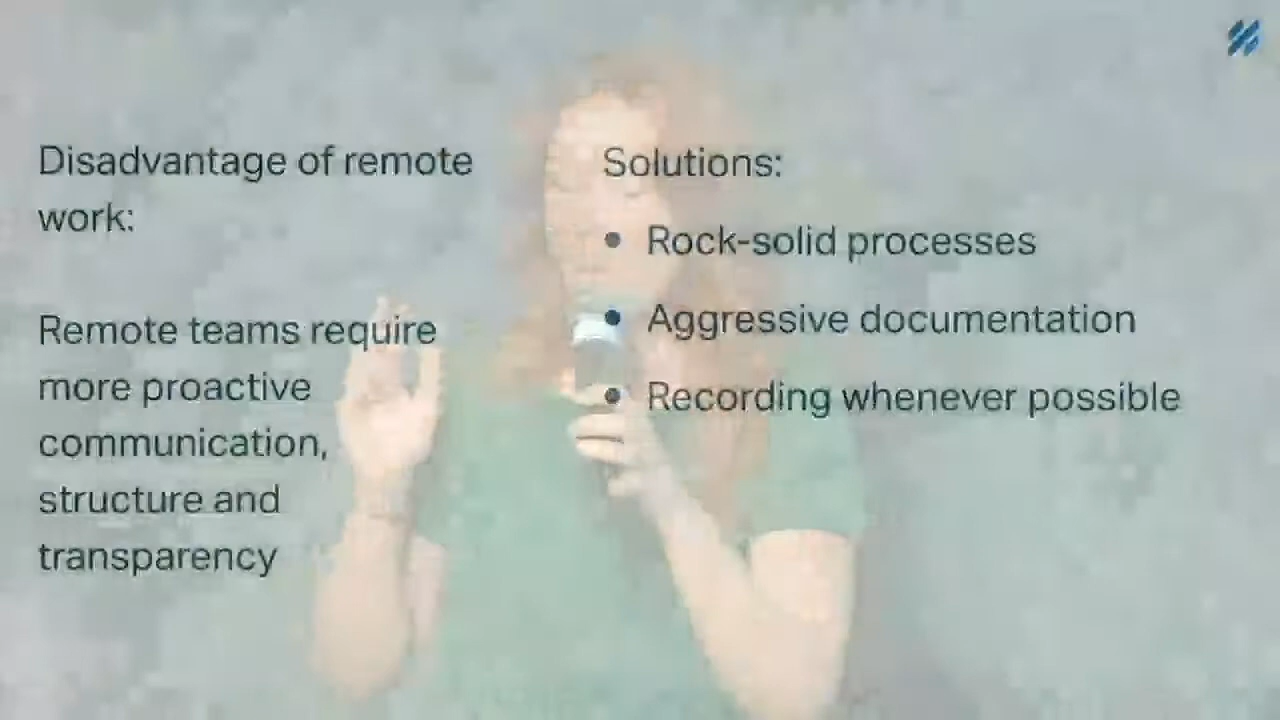 Disadvantage of remote
work:
Remote teams require
more proactive
communication,
structure and
transparency
Solutions:
• Rock-solid processes
• Aggressive documentation
• Recording whenever possible